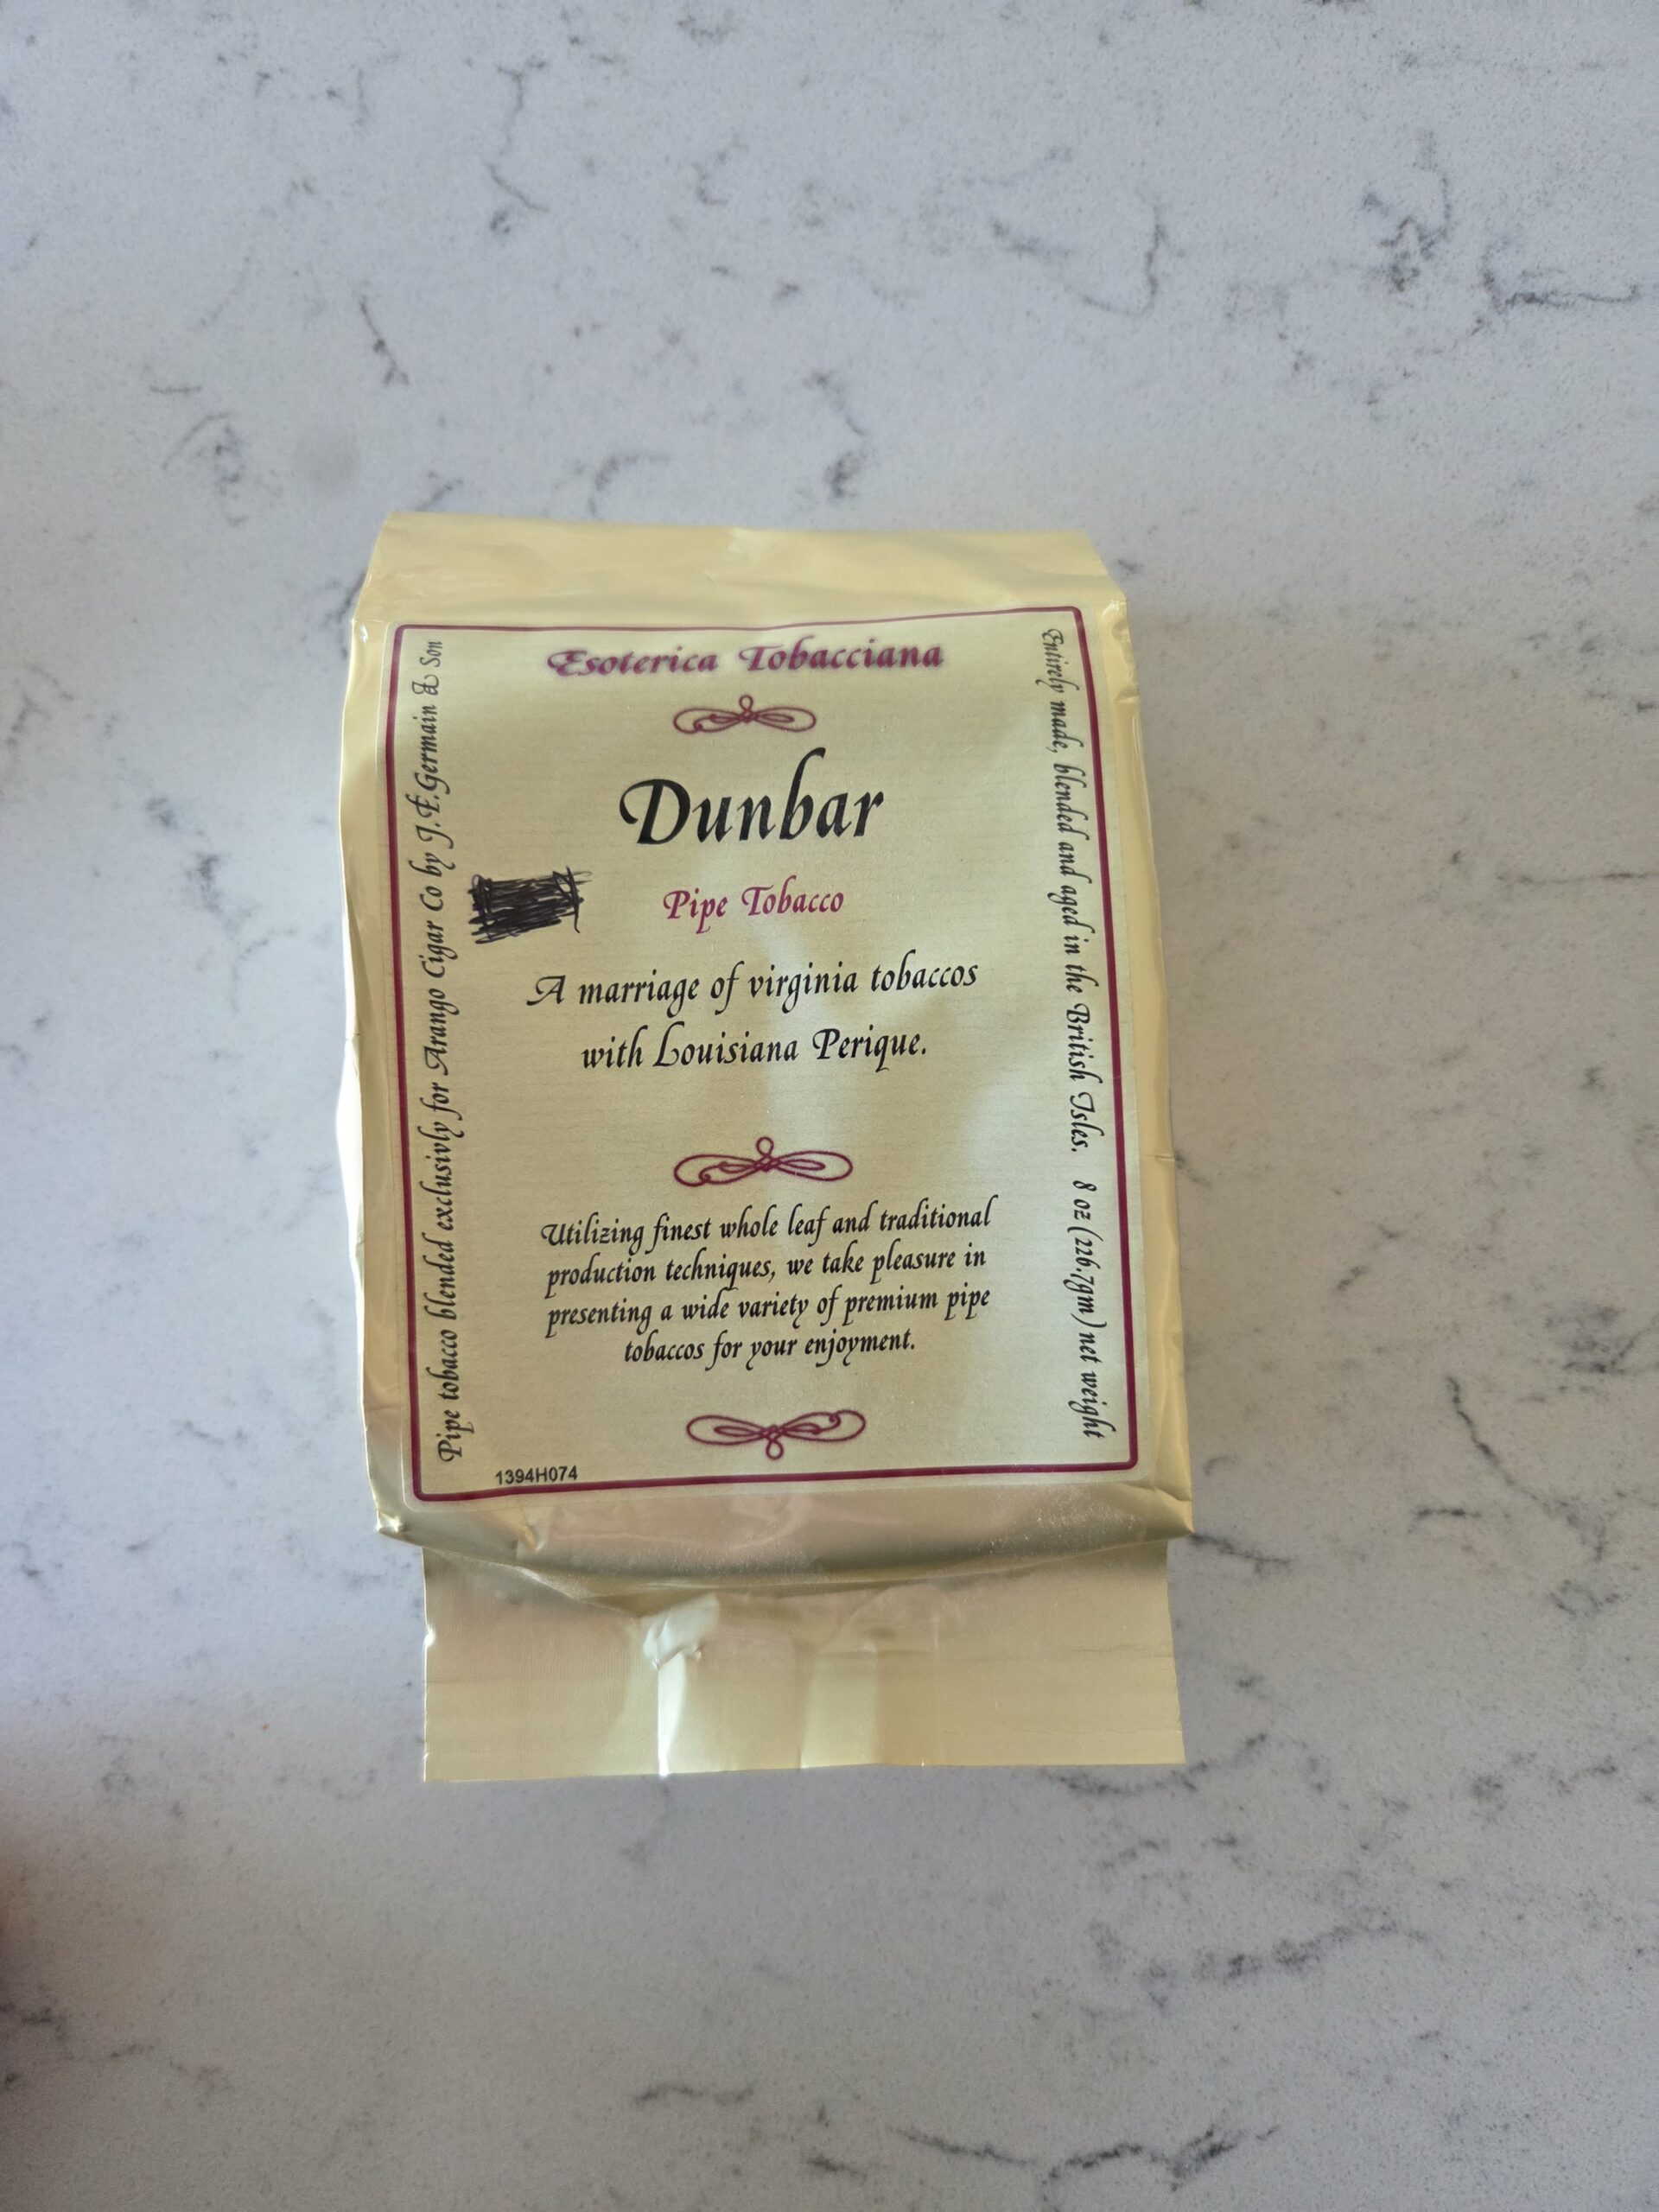 Esoterica Tobacciana
Dunbar
Pipe Tobacco
A marriage of virginia tobaccos
with Louisiana Perique.
Utilizing finest whole leaf and traditional
production techniques, we take pleasure in
presenting a wide variety of premium pipe
tobaccos for your enjoyment.
1394H074
Pipe tobacco blended exclusivly for Arango Cigar Co by J.F.Germain & Son
Entirely made, blended and aged in the British Isles. 8 oz (226.7gm) net weight